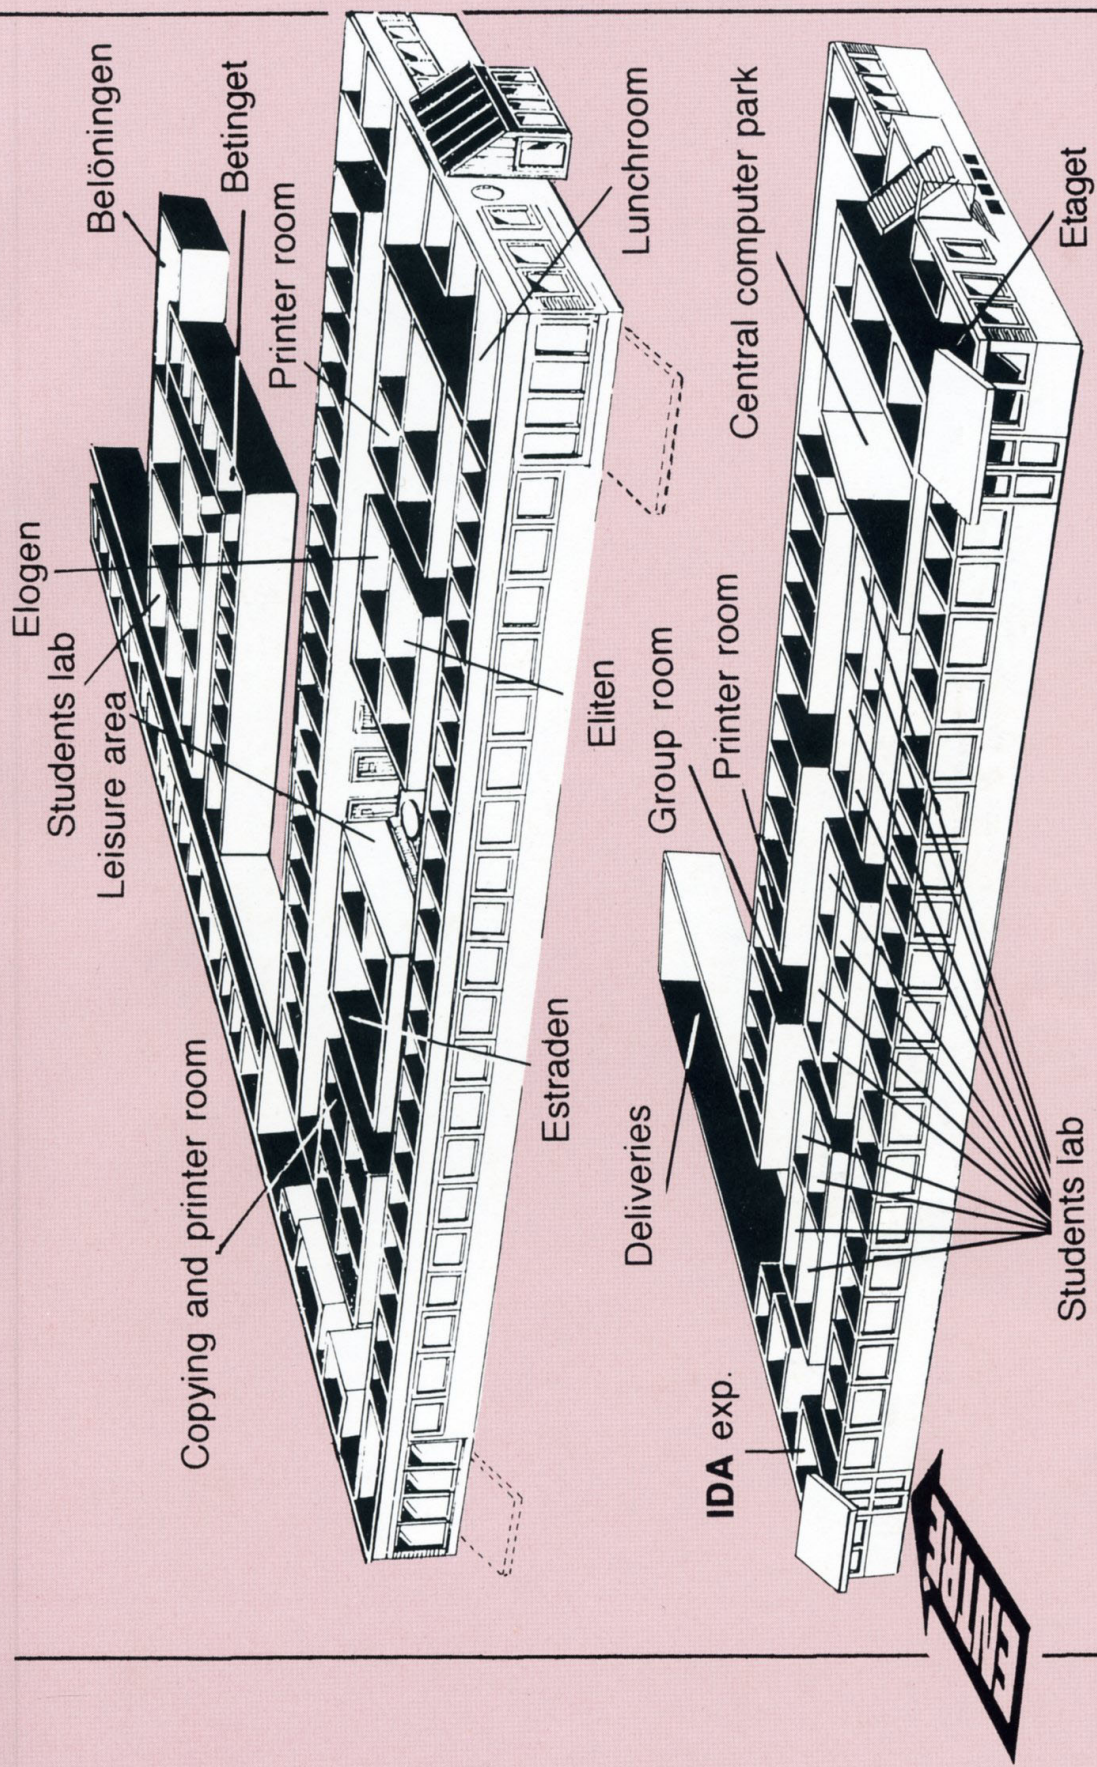 Elogen
Students lab
Leisure area
Belöningen
Copying and printer room
Betinget
Printer room
Estraden
Eliten
Lunchroom
Deliveries
Group room
Printer room
Central computer park
IDA exp.
Students lab
Etaget
ENTRÉ